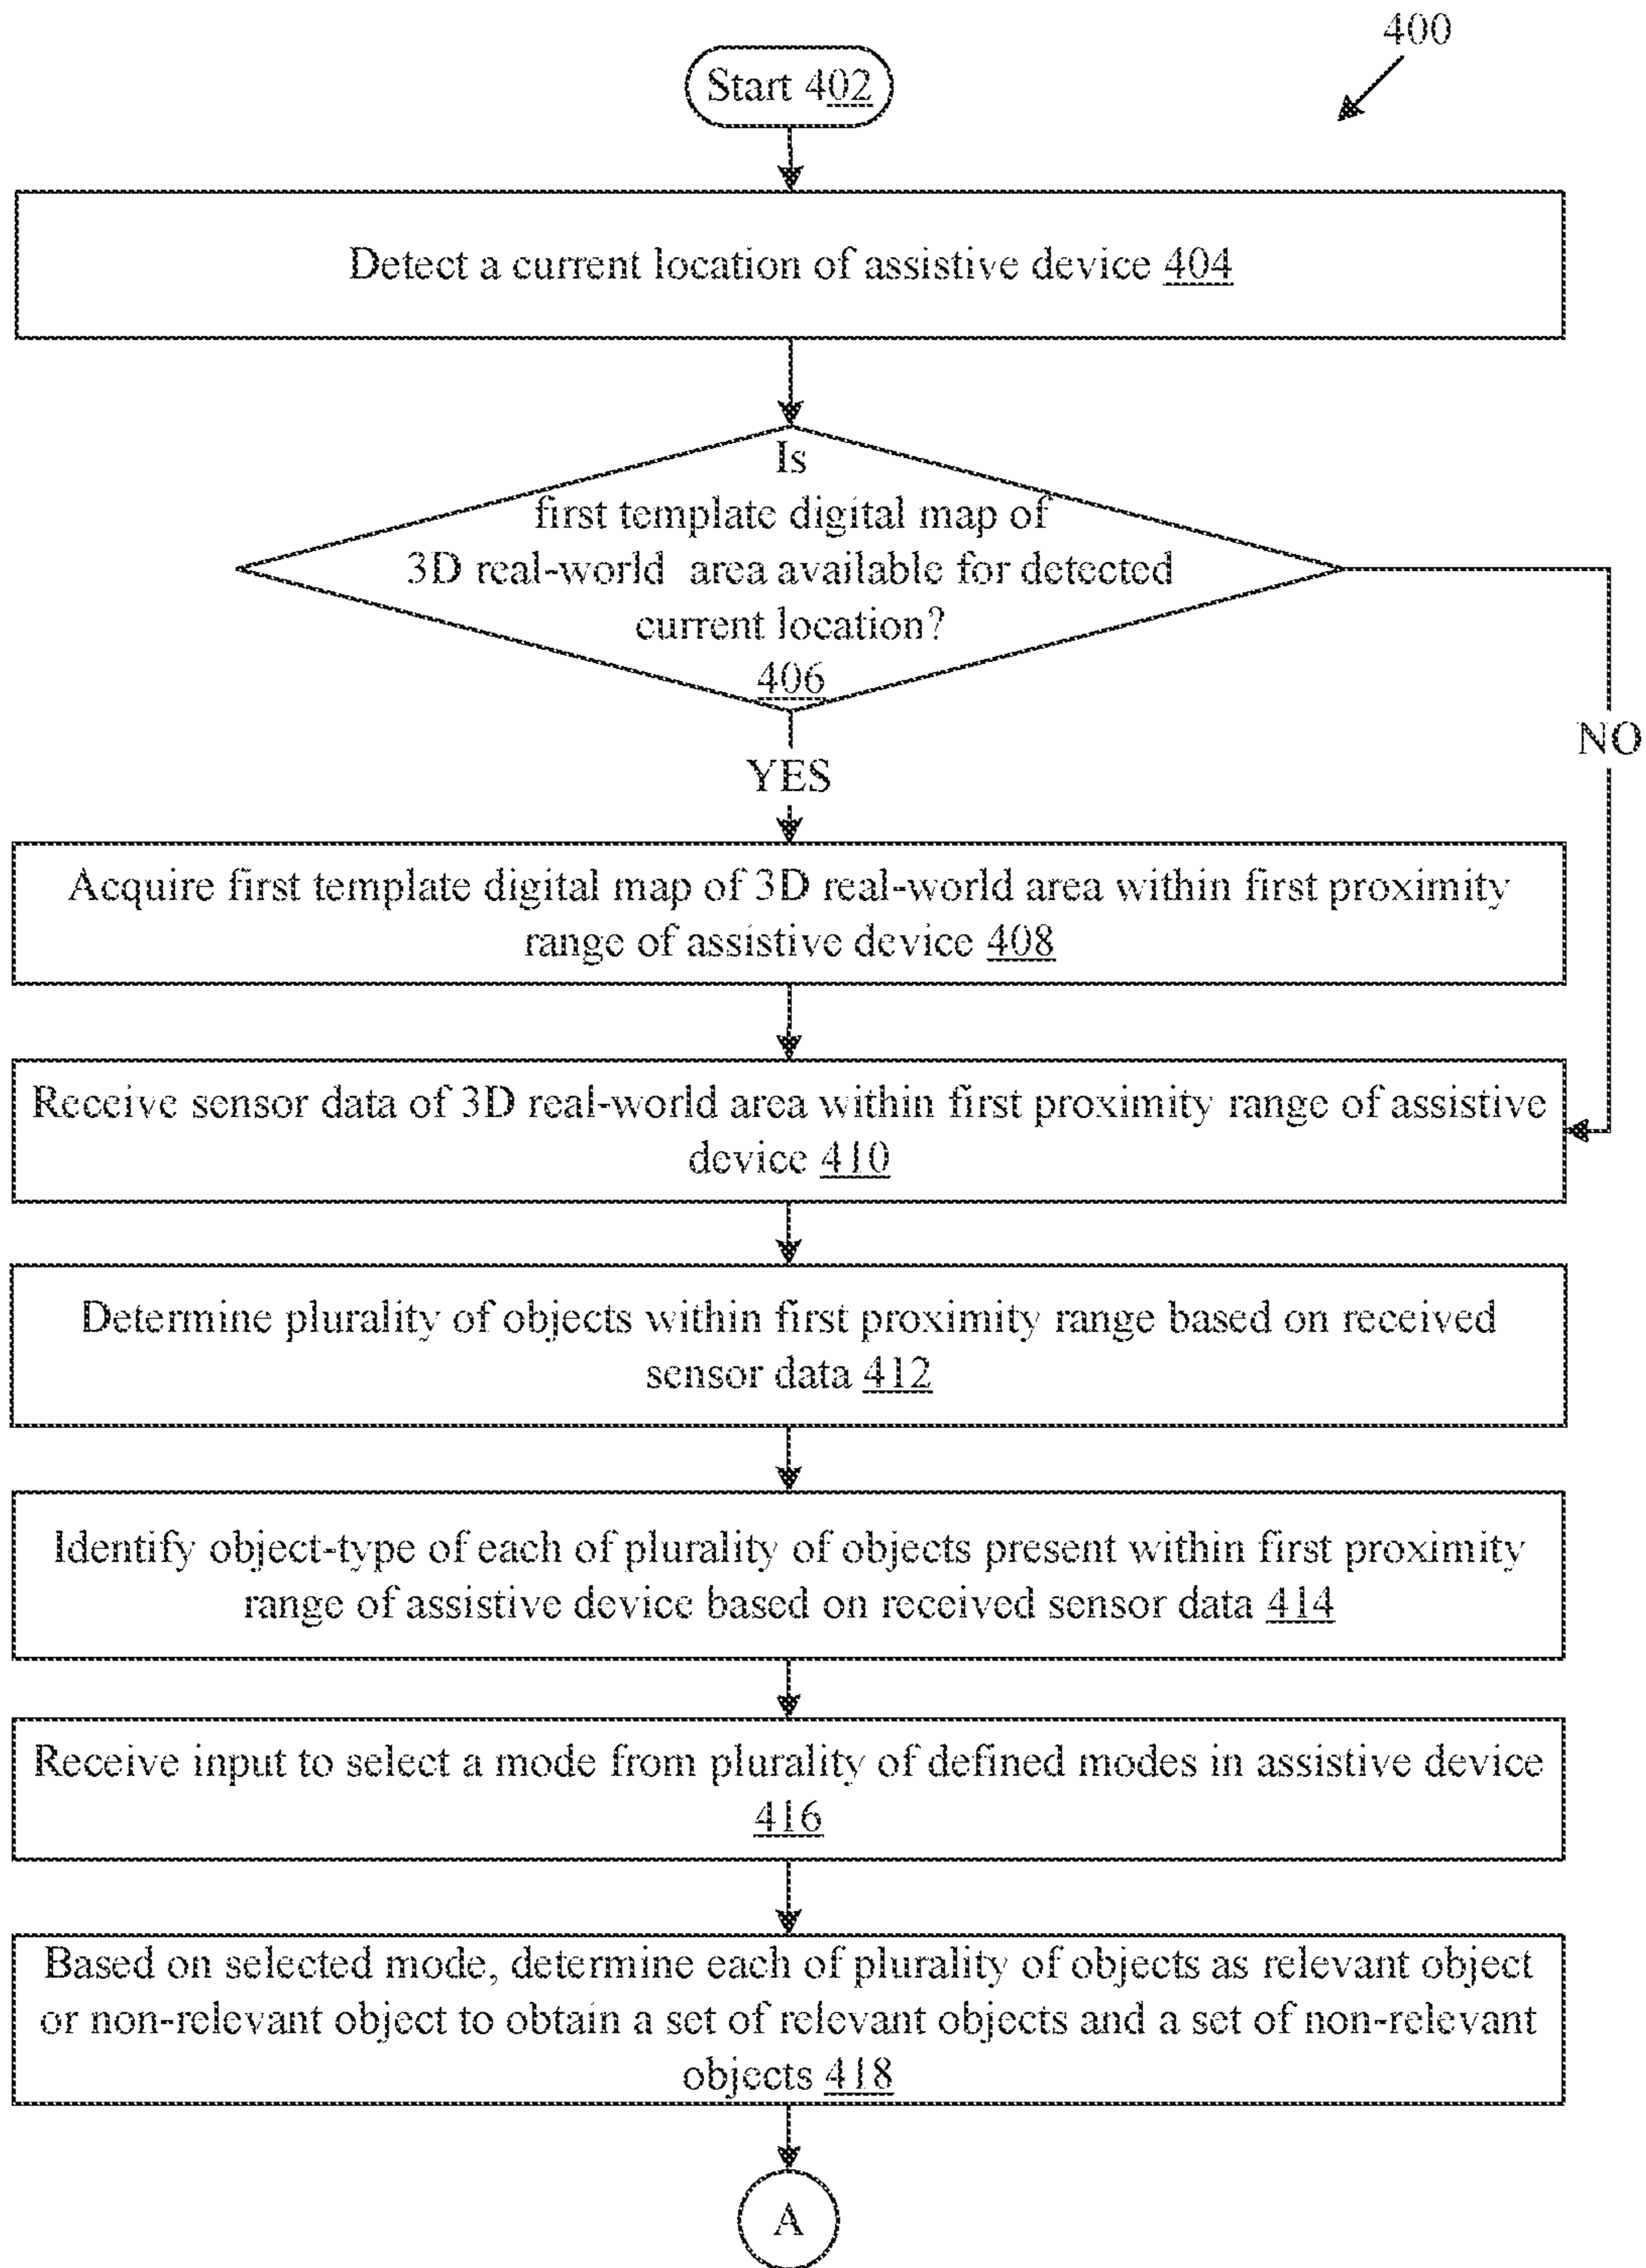 400
Start 402
Detect a current location of assistive device 404
Is
first template digital map of
3D real-world area available for detected
current location?
406
NO
YES
Acquire first template digital map of 3D real-world area within first proximity
range of assistive device 408
Receive sensor data of 3D real-world area within first proximity range of assistive
device 410
Determine plurality of objects within first proximity range based on received
sensor data 412
Identify object-type of each of plurality of objects present within first proximity
range of assistive device based on received sensor data 414
Receive input to select a mode from plurality of defined modes in assistive device
416
Based on selected mode, determine each of plurality of objects as relevant object
or non-relevant object to obtain a set of relevant objects and a set of non-relevant
objects 418
A